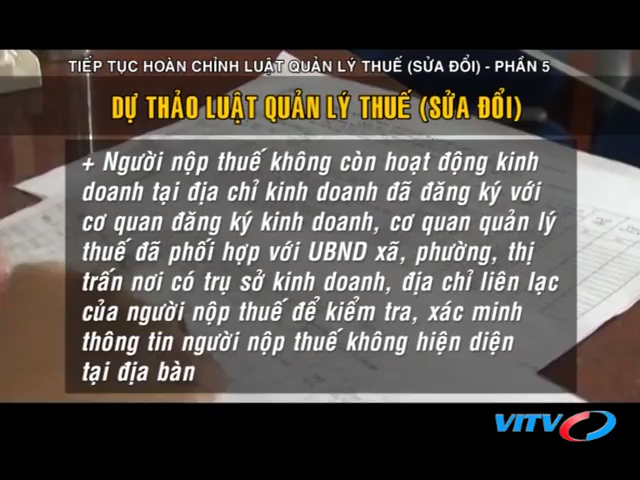 TIẾP TỤC HOÀN CHỈNH LUẬT QUẢN LÝ THUẾ (SỬA ĐỔI) - PHẦN 5
DỰ THẢO LUẬT QUẢN LÝ THUẾ (SỬA ĐỔI)
+ Người nộp thuế không còn hoạt động kinh
doanh tại địa chỉ kinh doanh đã đăng ký với
cơ quan đăng ký kinh doanh, cơ quan quản lý
thuế đã phối hợp với UBND xã, phường, thị
trấn nơi có trụ sở kinh doanh, địa chỉ liên lạc
của người nộp thuế để kiểm tra, xác minh
thông tin người nộp thuế không hiện diện
tại địa bàn
VITV